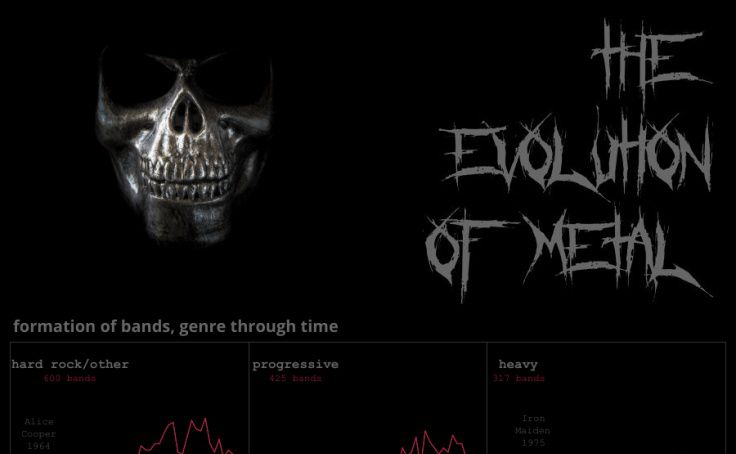 THE
EVOLUTION
OF METAL
formation of bands, genre through time
hard rock/other
600 bands
progressive
425 bands
heavy
317 bands
Alice
Cooper
1964
Iron
Maiden
1975